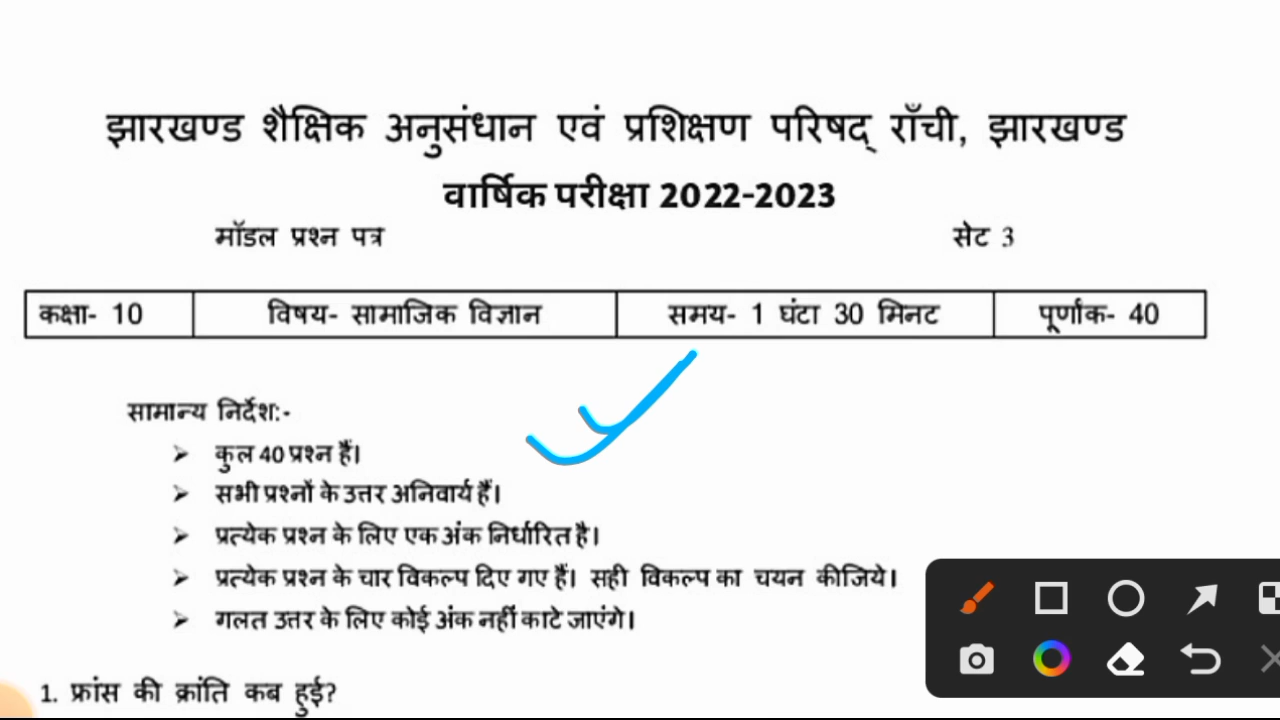 झारखण्ड शैक्षिक अनुसंधान एवं प्रशिक्षण परिषद् राँची, झारखण्ड
वार्षिक परीक्षा 2022-2023
मॉडल प्रश्न पत्र सेट 3
कक्षा- 10 विषय- सामाजिक विज्ञान समय- 1 घंटा 30 मिनट पूर्णांक- 40
सामान्य निर्देश:-
➢ कुल 40 प्रश्न हैं।
➢ सभी प्रश्नों के उत्तर अनिवार्य हैं।
➢ प्रत्येक प्रश्न के लिए एक अंक निर्धारित है।
➢ प्रत्येक प्रश्न के चार विकल्प दिए गए हैं। सही विकल्प का चयन कीजिये।
➢ गलत उत्तर के लिए कोई अंक नहीं काटे जाएंगे।
1. फ्रांस की क्रांति कब हुई?